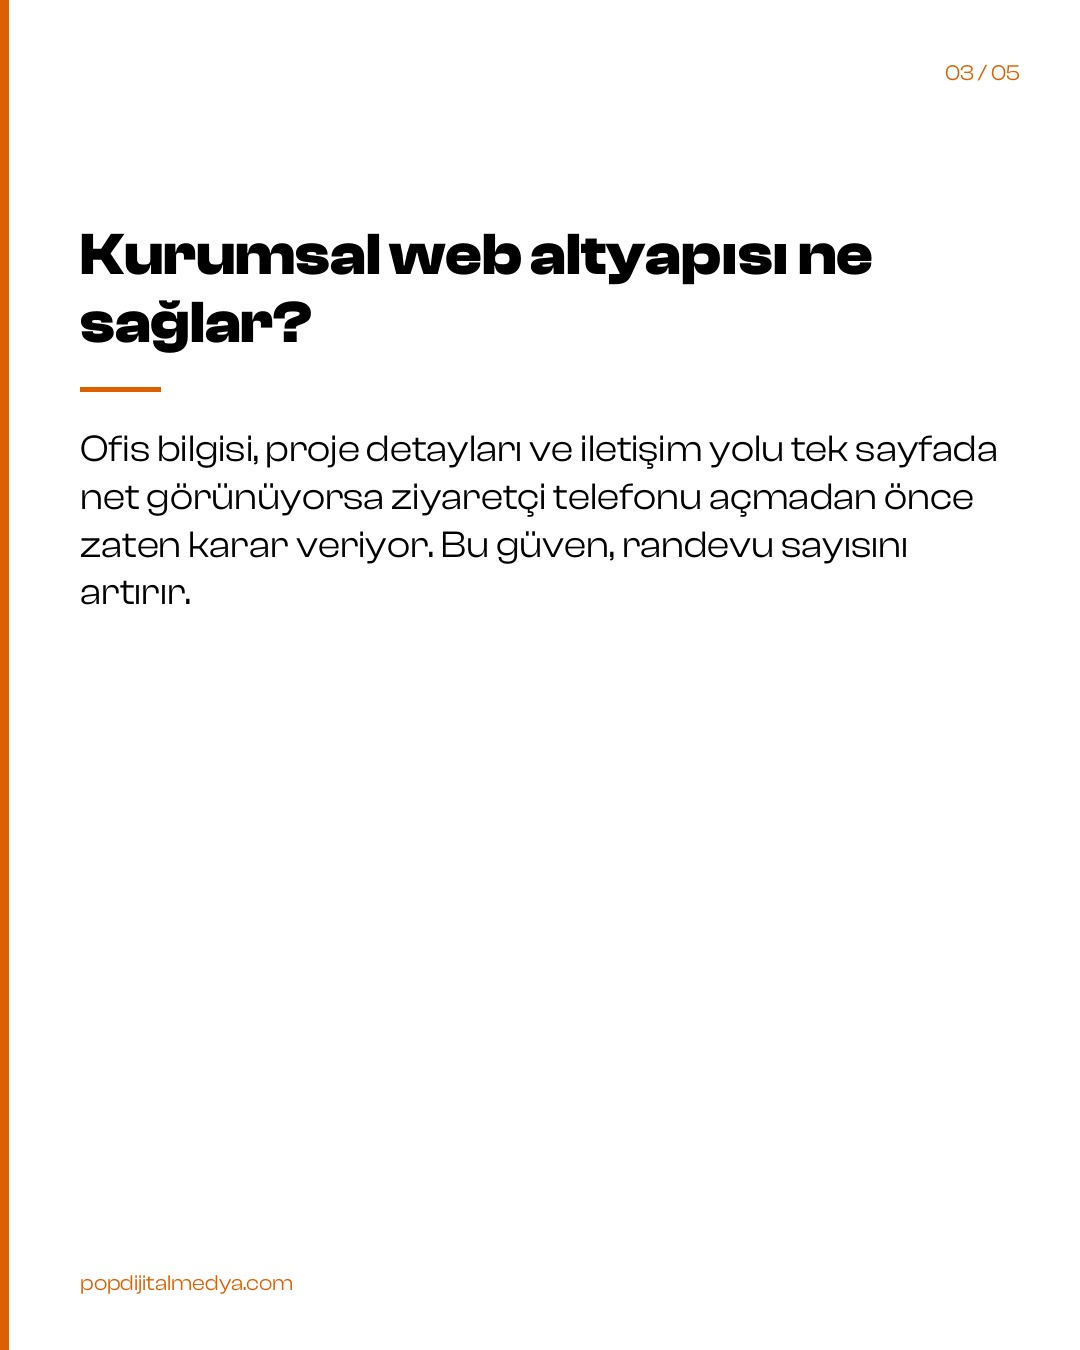 03 / 05
Kurumsal web altyapısı ne
sağlar?
Ofis bilgisi, proje detayları ve iletişim yolu tek sayfada
net görünüyorsa ziyaretçi telefonu açmadan önce
zaten karar veriyor. Bu güven, randevu sayısını
artırır.
popdijitalmedya.com